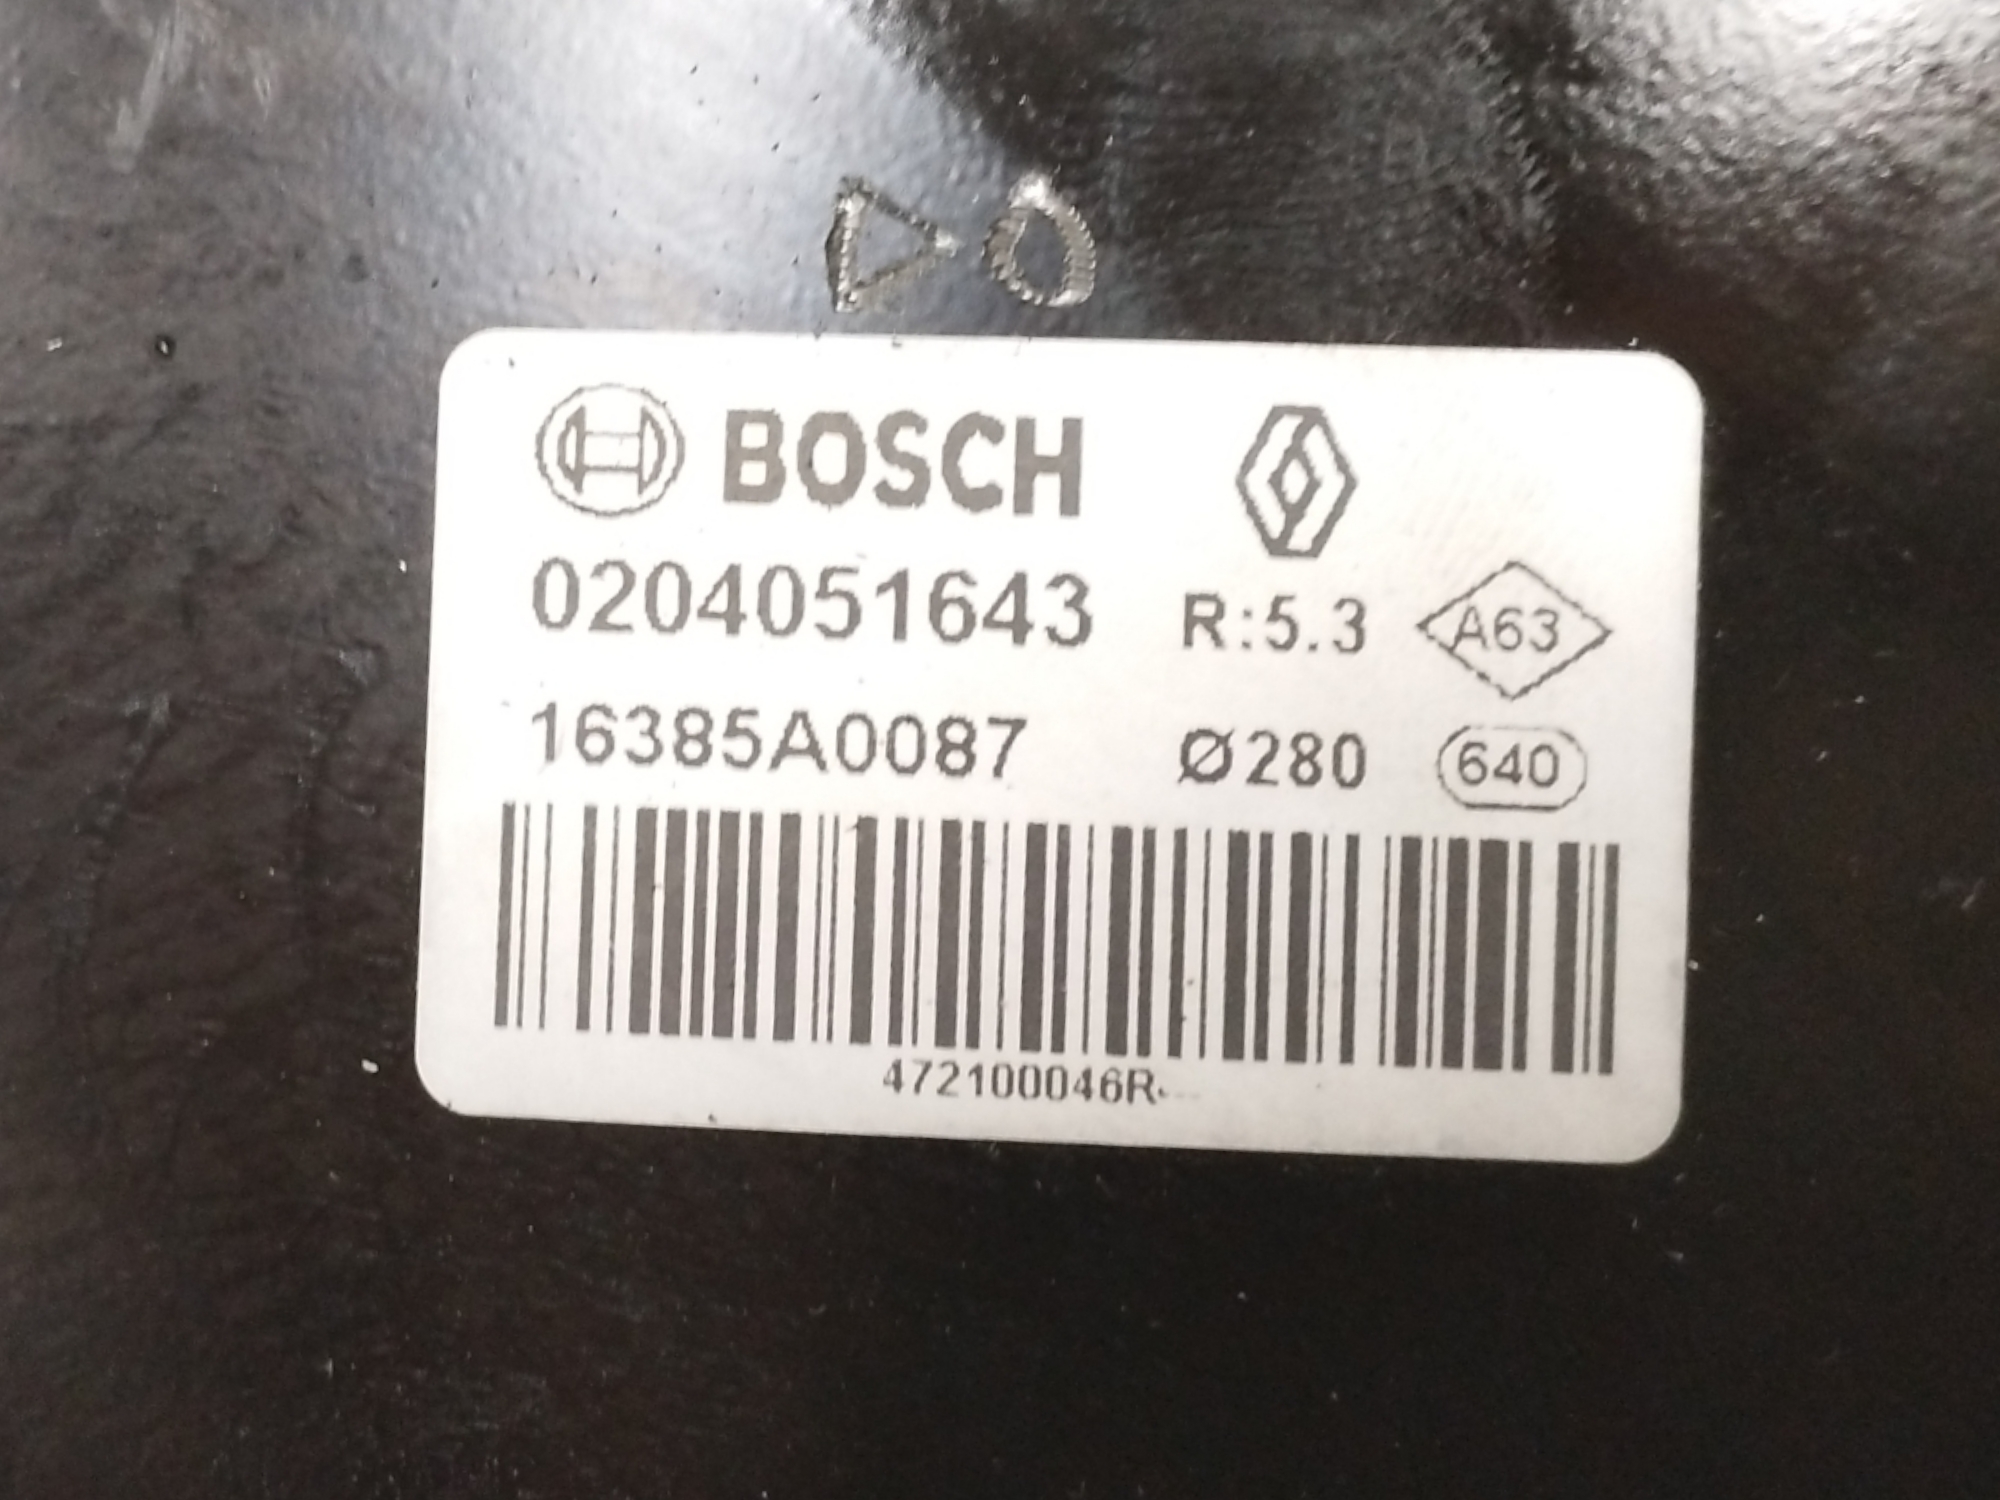 BOSCH
0204051643 R:5.3 A63
16385A0087 Ø280 640
472100046R